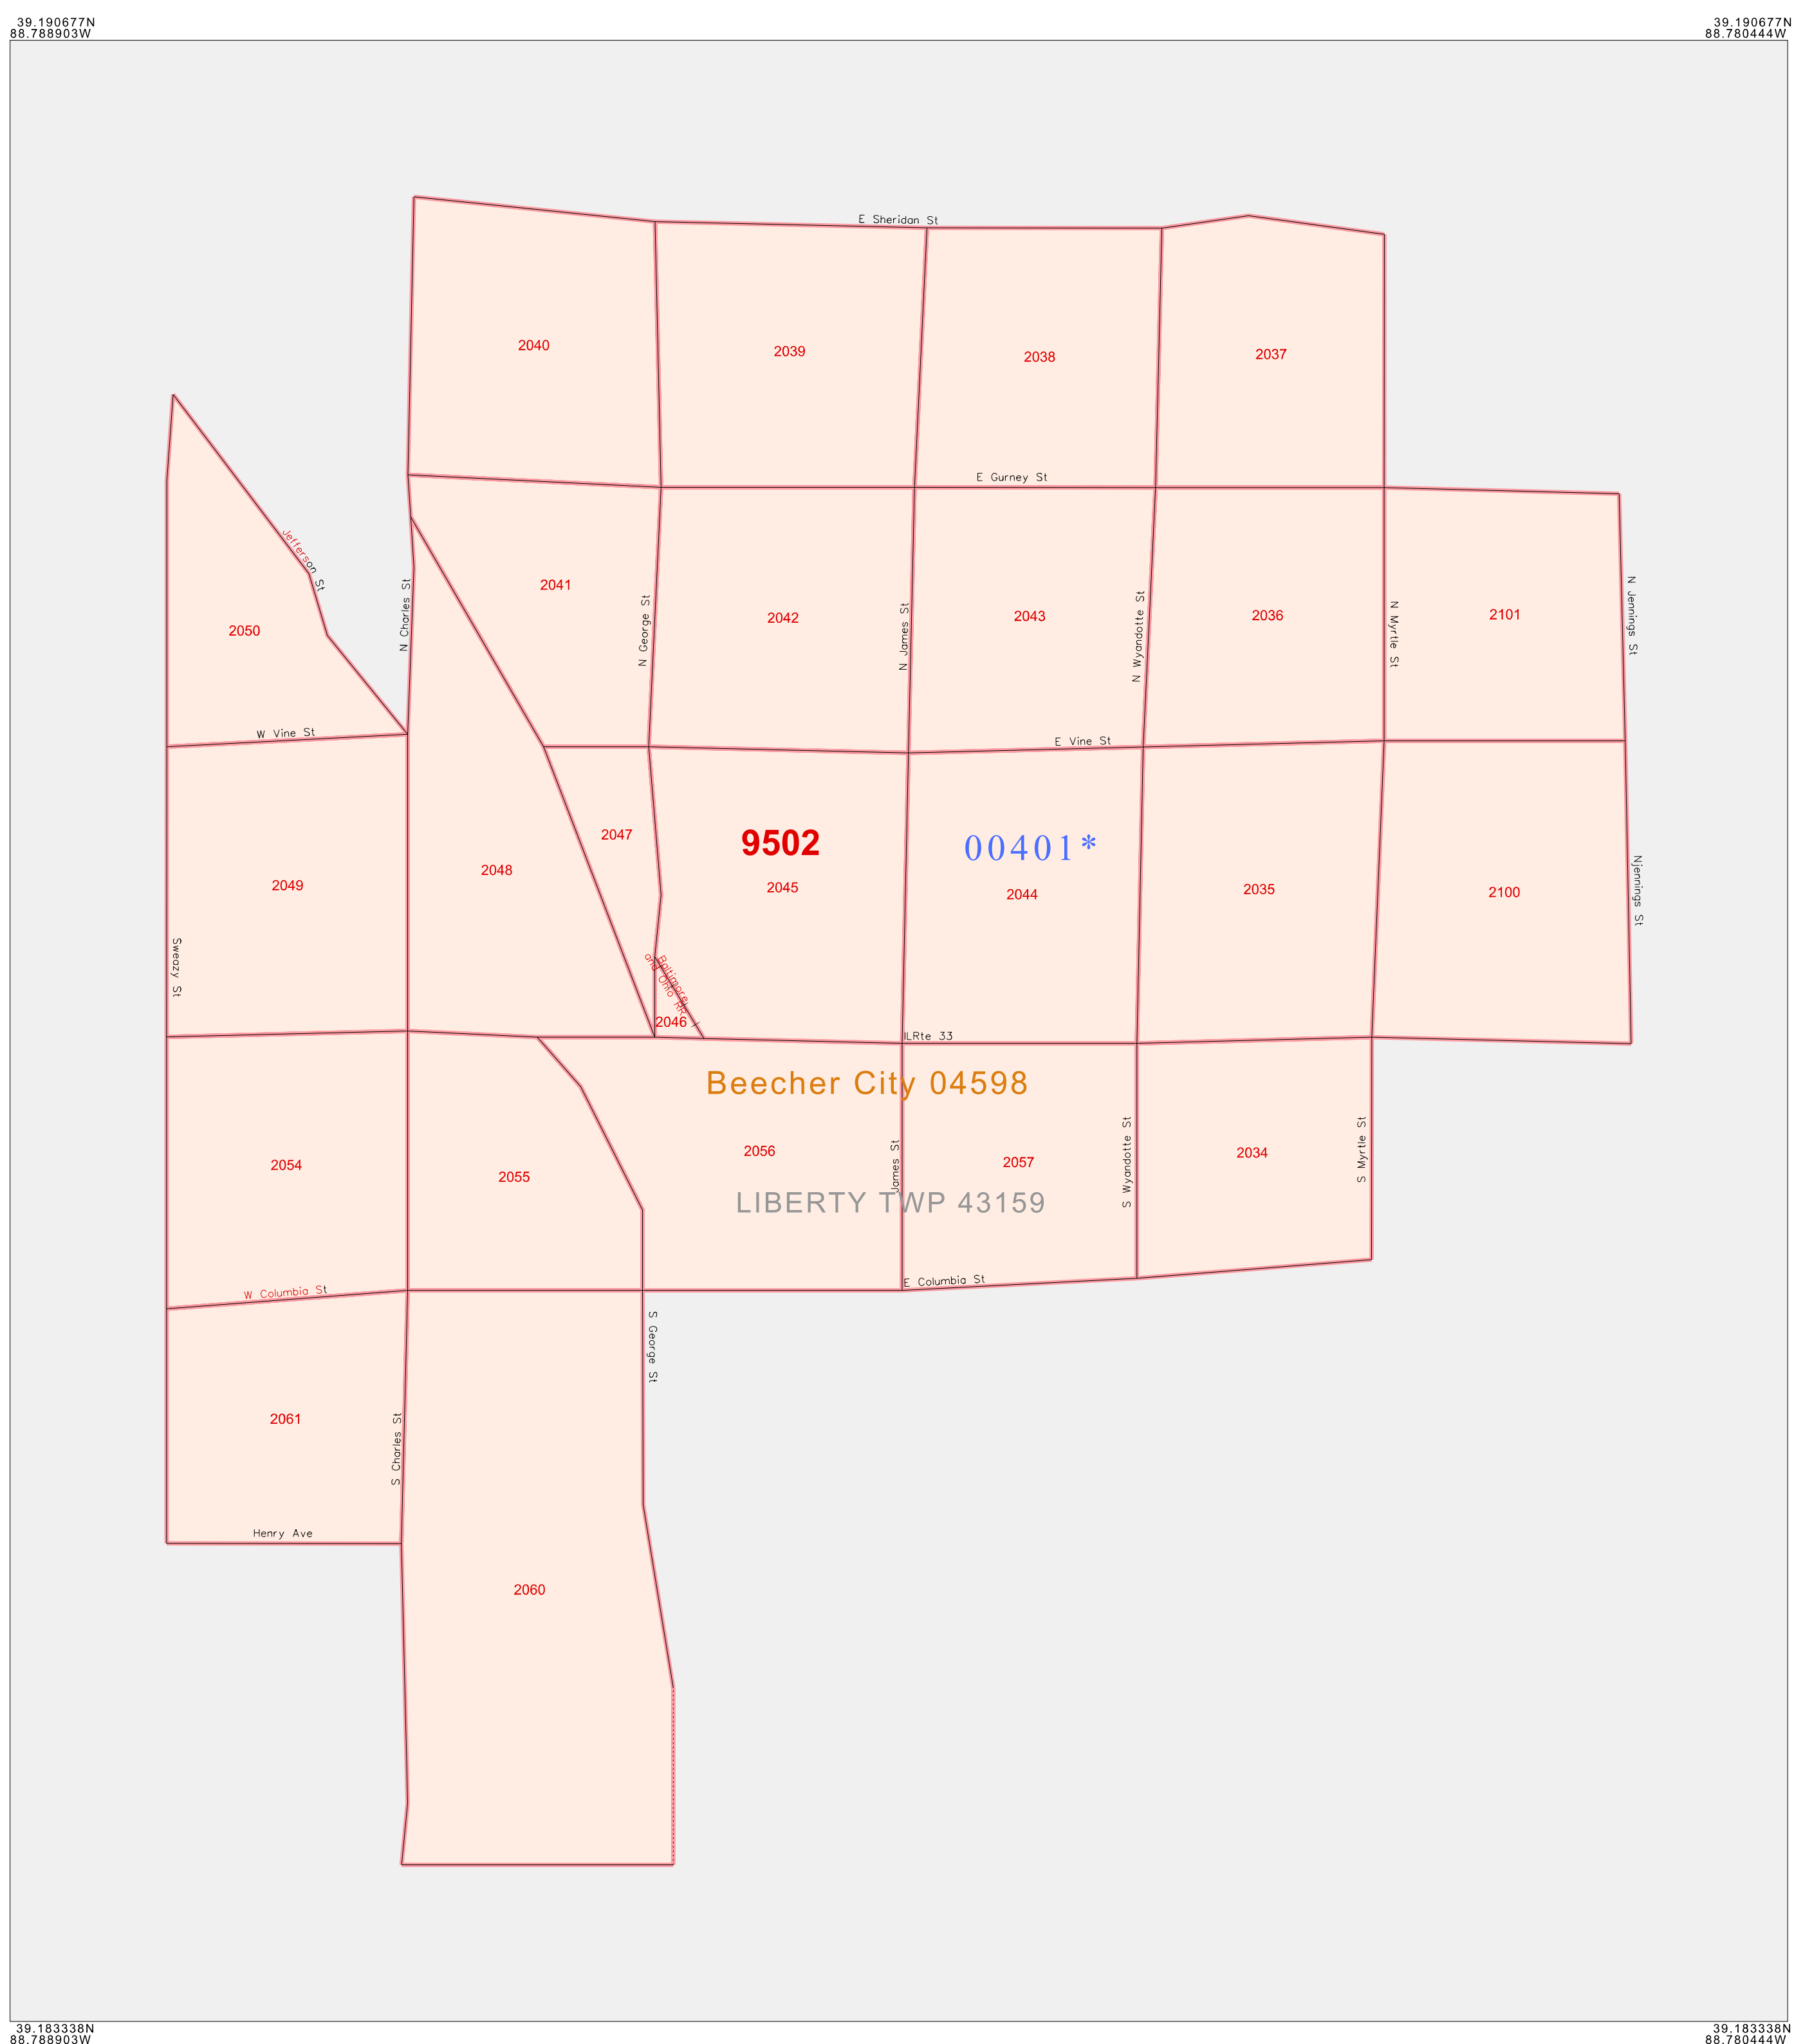 39.190677N
88.788903W
39.190677N
88.780444W
E Sheridan St
2040
2039
2038
2037
E Gurney St
Jefferson St
N Charles St
2041
N George St
2042
N James St
2043
N Wyandotte St
2036
N Myrtle St
2101
N Jennings St
2050
W Vine St
E Vine St
2047
9502
00401*
2048
2049
2045
2044
2035
2100
Njennings St
Sweazy St
Baltimore
and Ohio RR
2046
ILRte 33
Beecher City 04598
2054
2055
2056
James St
2057
S Wyandotte St
2034
S Myrtle St
LIBERTY TWP 43159
W Columbia St
E Columbia St
S George St
2061
S Charles St
Henry Ave
2060
39.183338N
88.788903W
39.183338N
88.780444W